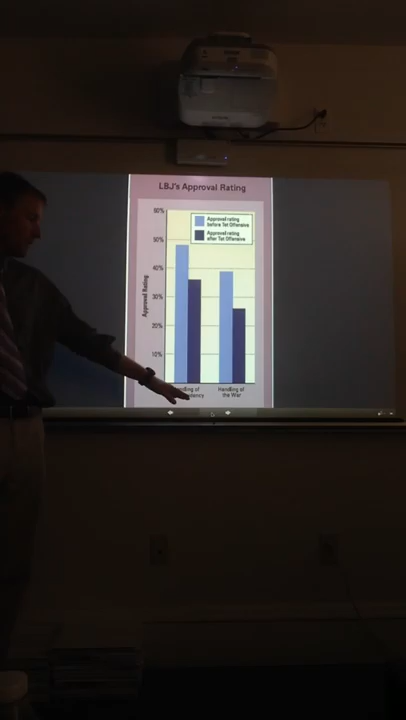 LBJ's Approval Rating
Approval rating
before Tet Offensive
Approval rating
after Tet Offensive
60%
50%
40%
30%
20%
10%
Approval Rating
Handling of
the War